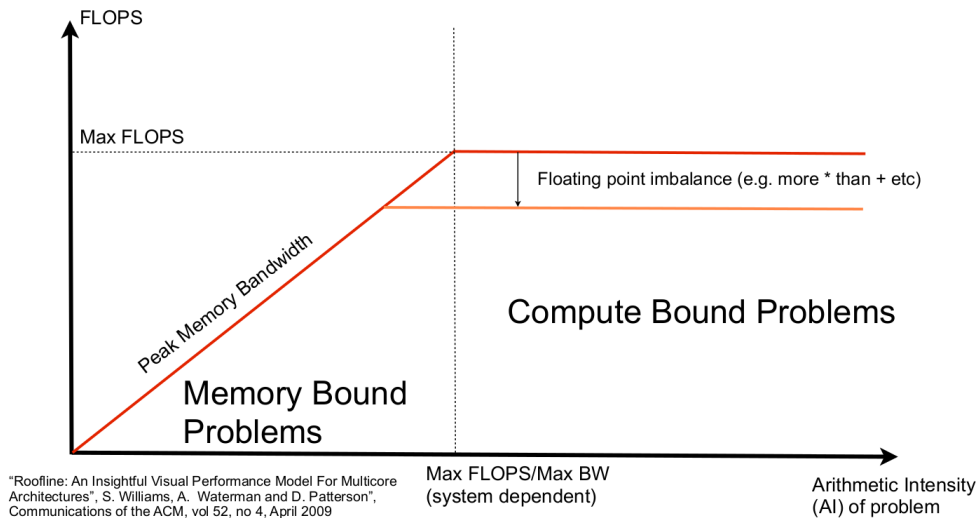 FLOPS
Max FLOPS
Floating point imbalance (e.g. more * than + etc)
Peak Memory Bandwidth
Compute Bound Problems
Memory Bound
Problems
Max FLOPS/Max BW
(system dependent)
Arithmetic Intensity
(AI) of problem
“Roofline: An Insightful Visual Performance Model For Multicore
Architectures”, S. Williams, A. Waterman and D. Patterson”,
Communications of the ACM, vol 52, no 4, April 2009